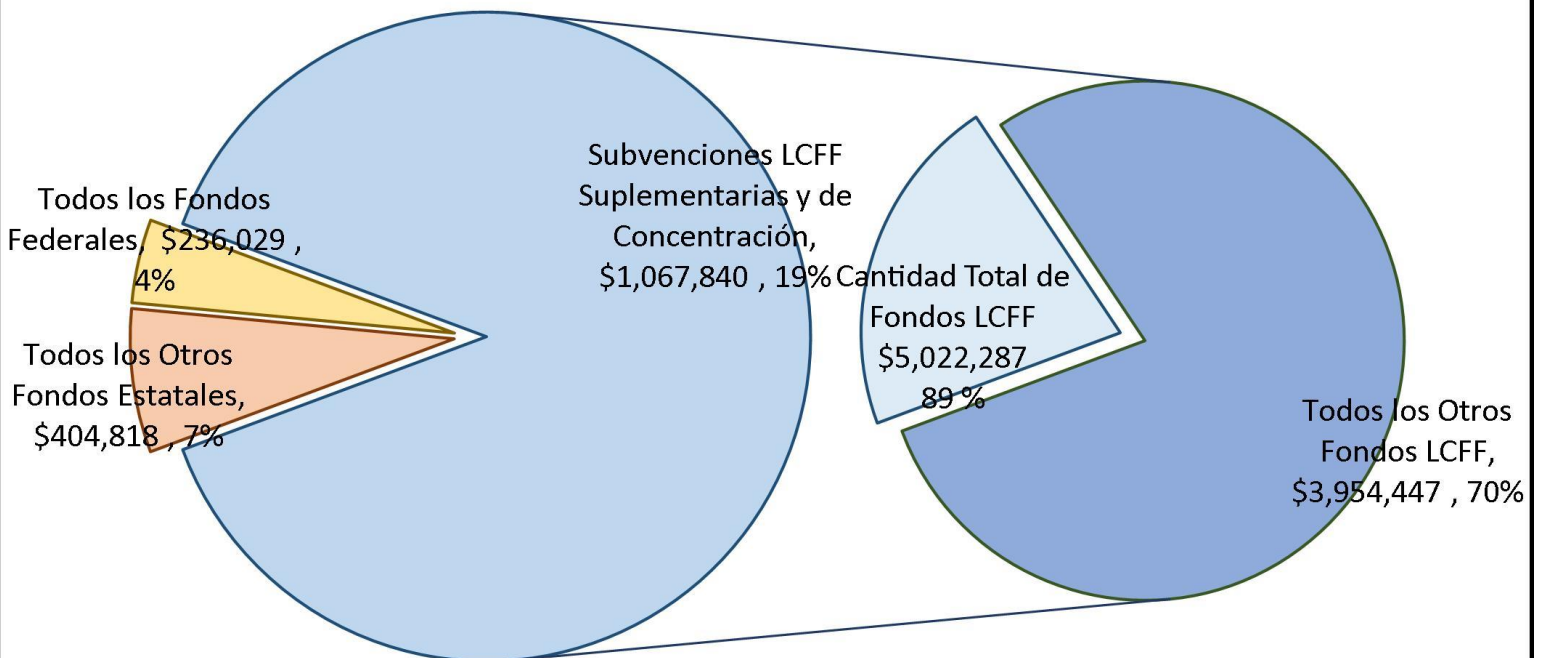 Todos los Fondos
Federales, $236,029 ,
4%
Todos los Otros
Fondos Estatales,
$404,818 , 7%
Subvenciones LCFF
Suplementarias y de
Concentración,
$1,067,840 , 19%
Cantidad Total de
Fondos LCFF
$5,022,287
89 %
Todos los Otros
Fondos LCFF,
$3,954,447 , 70%